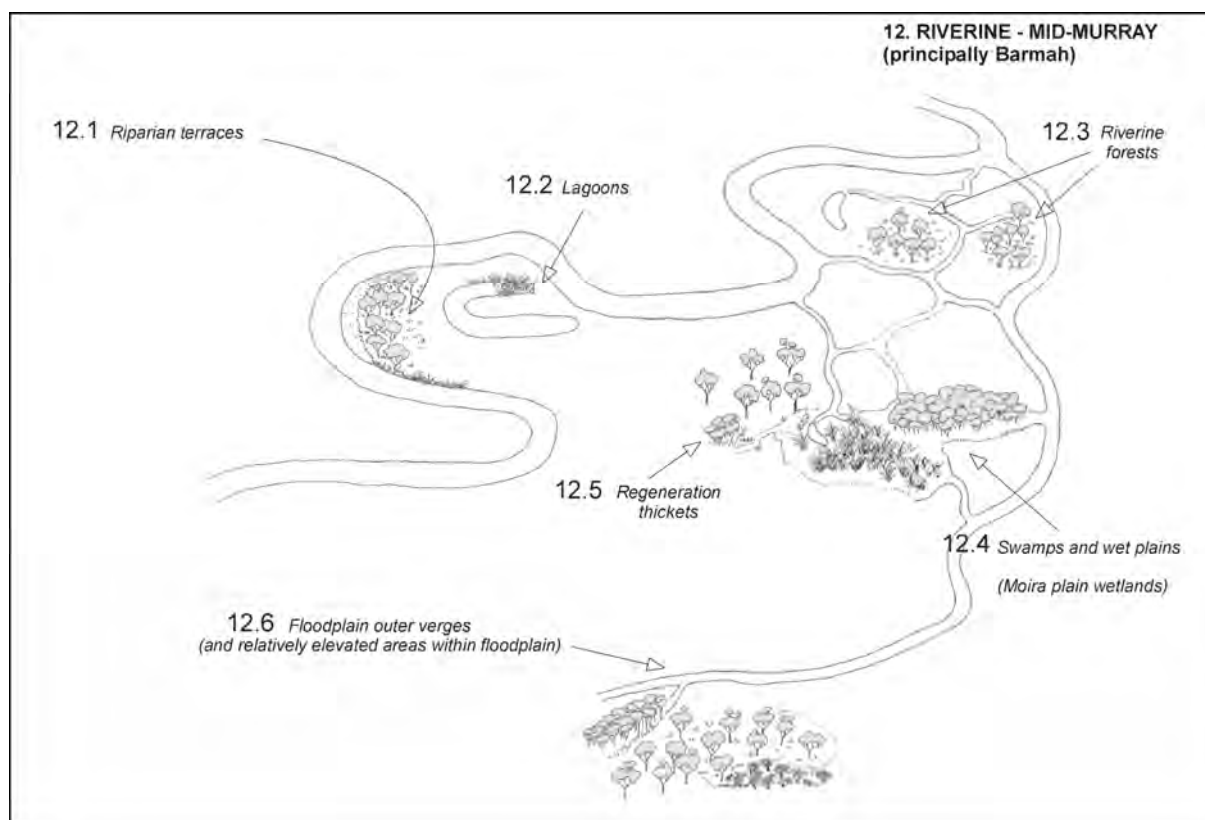 12. RIVERINE - MID-MURRAY
(principally Barmah)
12.1 Riparian terraces
12.3 Riverine
forests
12.2 Lagoons
12.5 Regeneration
thickets
12.4 Swamps and wet plains
(Moira plain wetlands)
12.6 Floodplain outer verges
(and relatively elevated areas within floodplain)